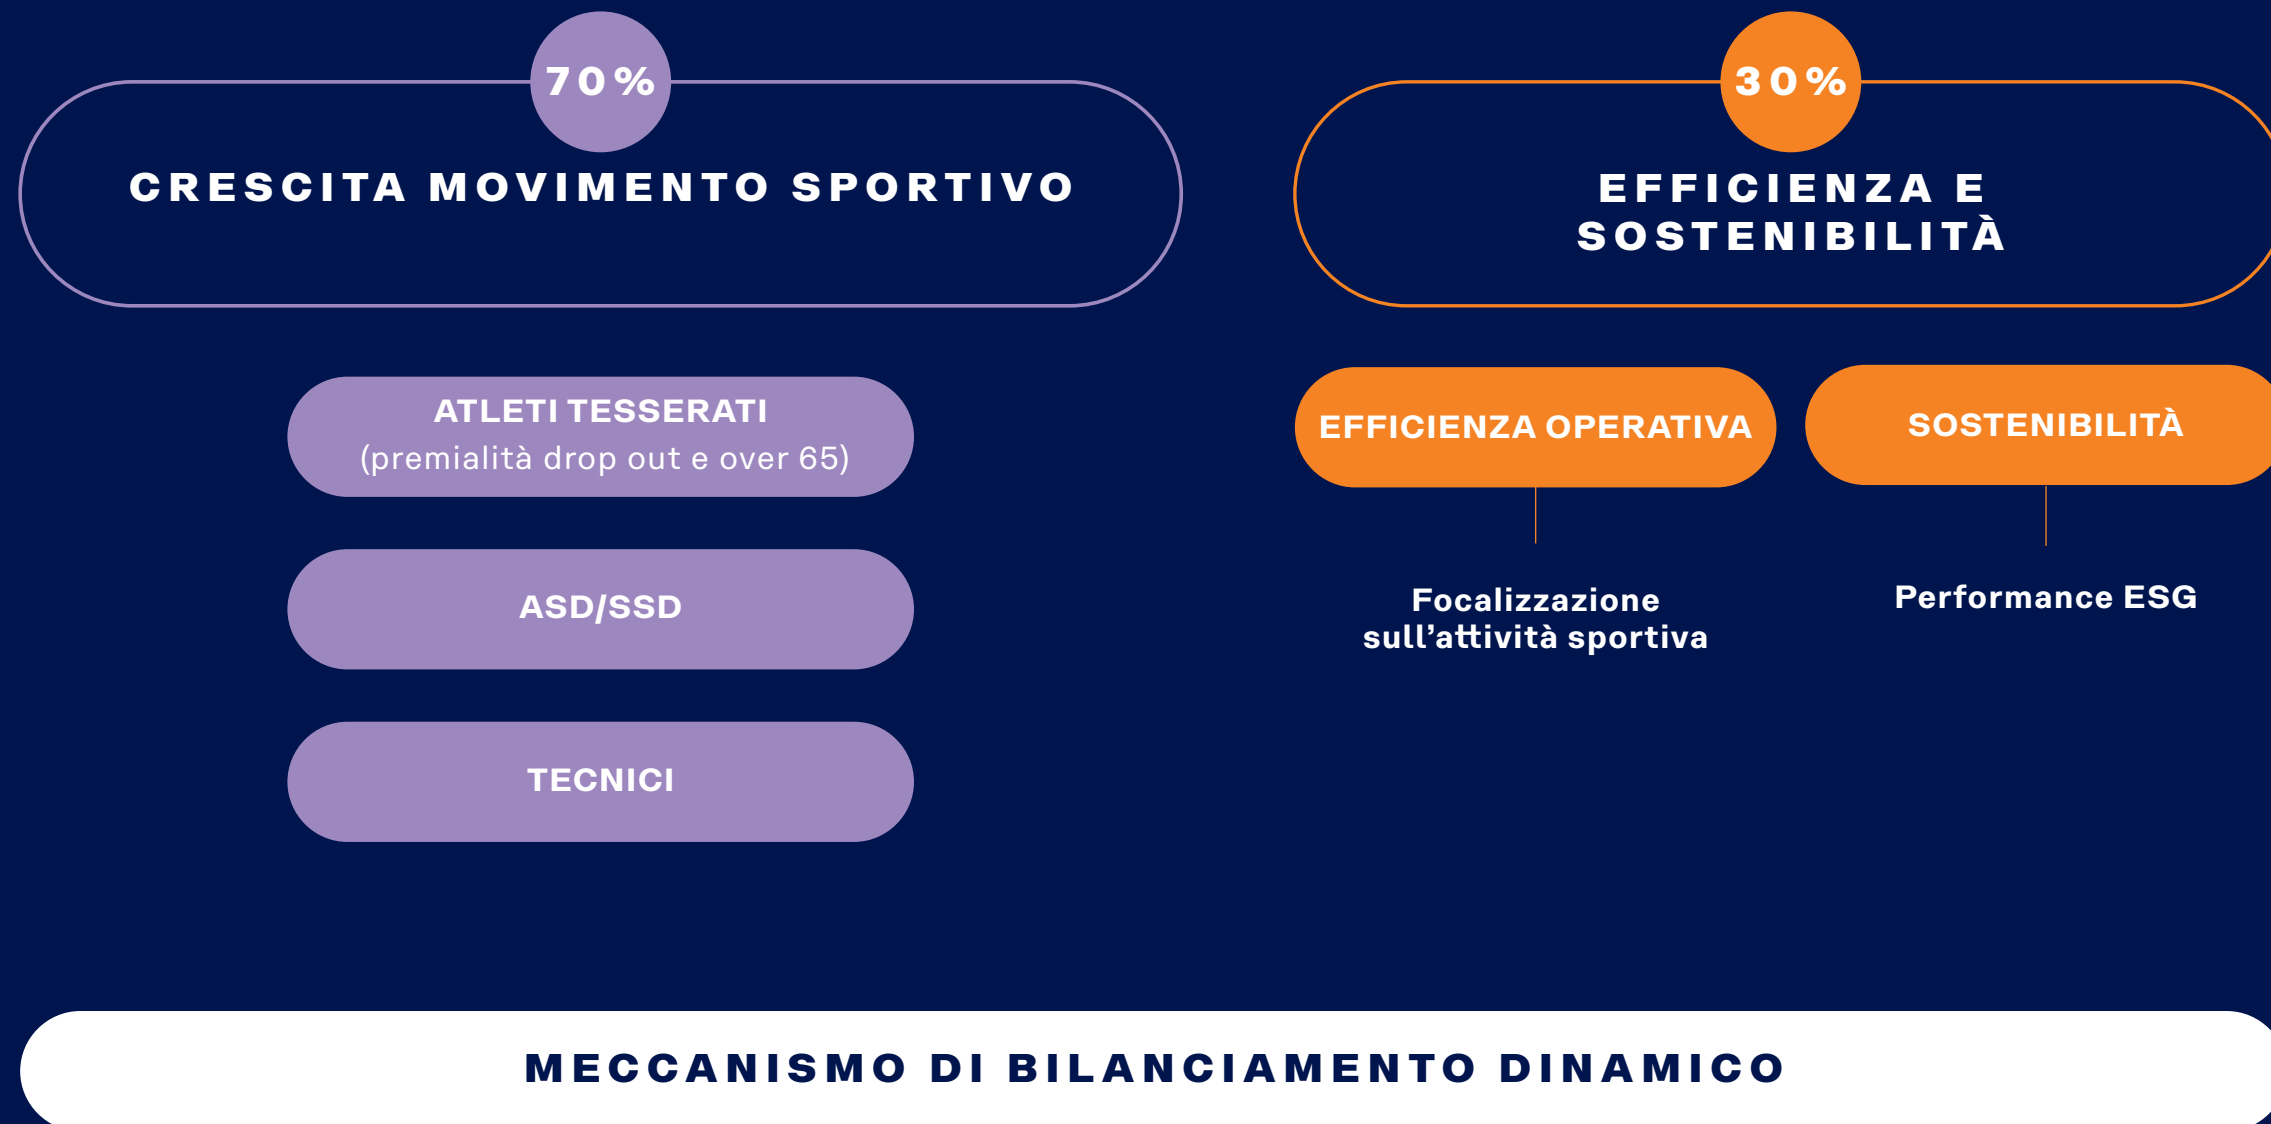 70%
CRESCITA MOVIMENTO SPORTIVO
ATLETI TESSERATI
(premialità drop out e over 65)
ASD/SSD
TECNICI
30%
EFFICIENZA E
SOSTENIBILITÀ
EFFICIENZA OPERATIVA
Focalizzazione
sull’attività sportiva
SOSTENIBILITÀ
Performance ESG
MECCANISMO DI BILANCIAMENTO DINAMICO